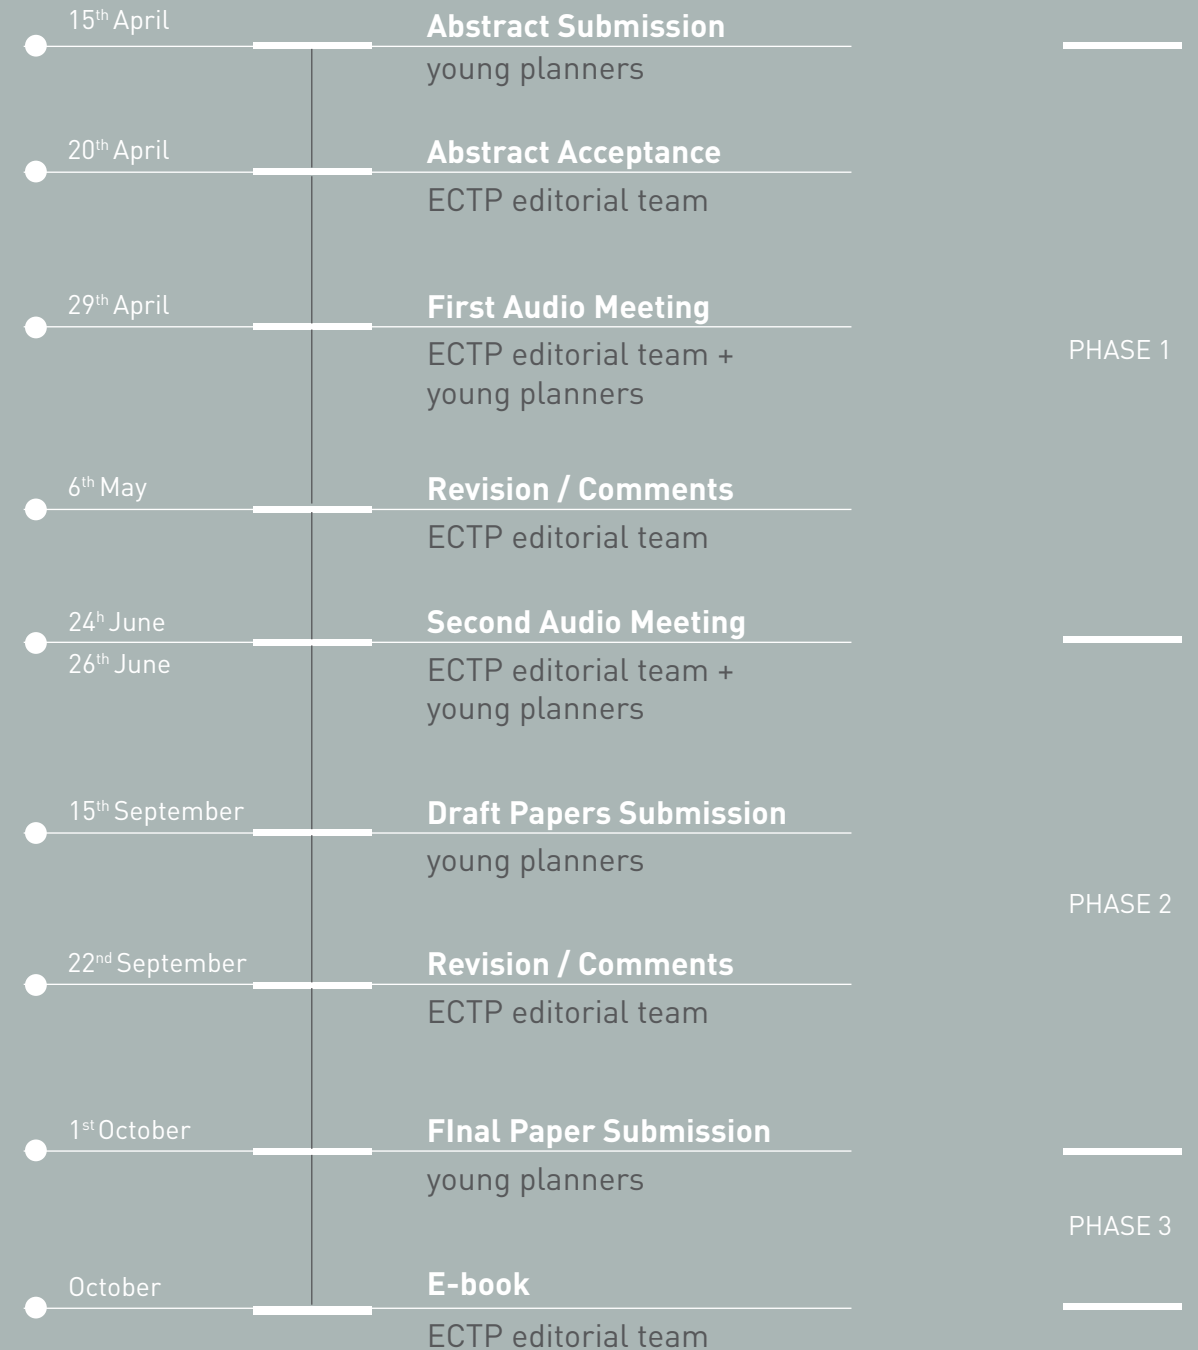 15th April
Abstract Submission
young planners
20th April
Abstract Acceptance
ECTP editorial team
29th April
First Audio Meeting
ECTP editorial team +
young planners
PHASE 1
6th May
Revision / Comments
ECTP editorial team
24h June
26th June
Second Audio Meeting
ECTP editorial team +
young planners
15th September
Draft Papers Submission
young planners
PHASE 2
22nd September
Revision / Comments
ECTP editorial team
1st October
FInal Paper Submission
young planners
PHASE 3
October
E-book
ECTP editorial team